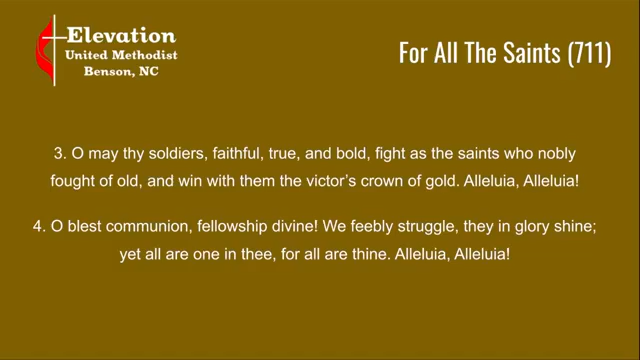 Elevation
United Methodist
Benson, NC
For All The Saints (711)
3. O may thy soldiers, faithful, true, and bold, fight as the saints who nobly
fought of old, and win with them the victor's crown of gold. Alleluia, Alleluia!
4. O blest communion, fellowship divine! We feebly struggle, they in glory shine;
yet all are one in thee, for all are thine. Alleluia, Alleluia!